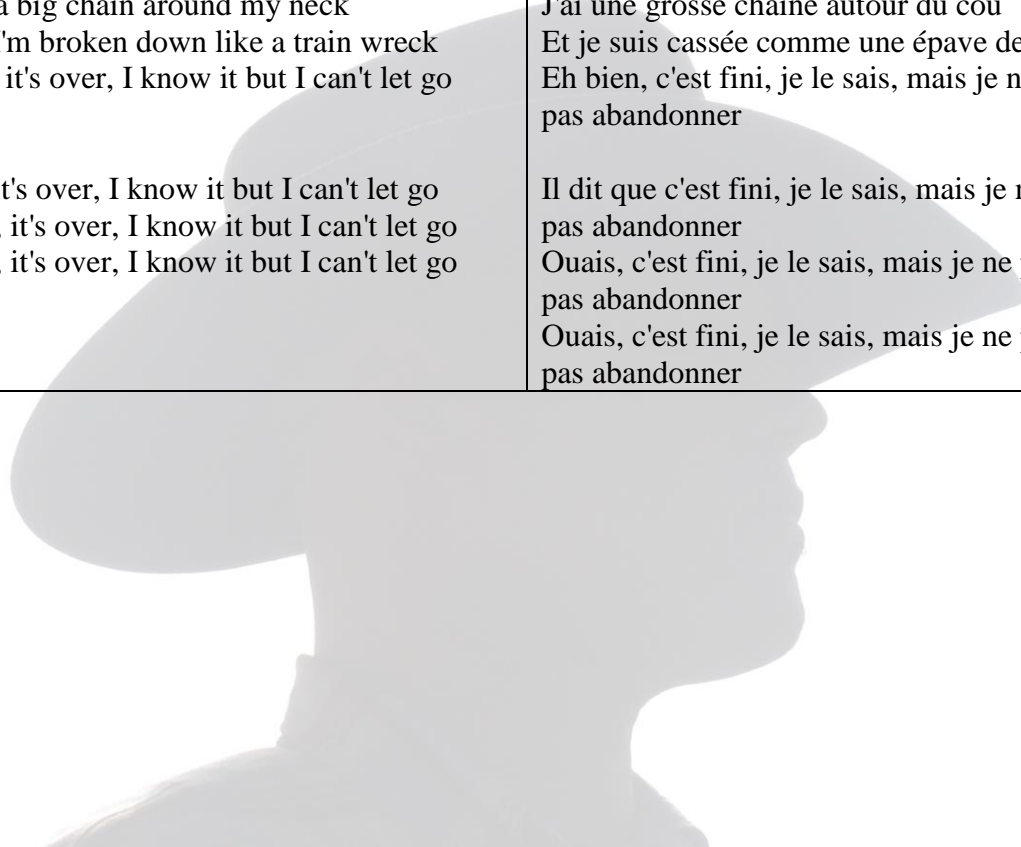 a big chain around my neck
I'm broken down like a train wreck
it's over, I know it but I can't let go
it's over, I know it but I can't let go
, it's over, I know it but I can't let go
, it's over, I know it but I can't let go
J'ai une grosse chaîne autour du cou
Et je suis cassée comme une épave de
Eh bien, c'est fini, je le sais, mais je
pas abandonner
Il dit que c'est fini, je le sais, mais je
pas abandonner
Ouais, c'est fini, je le sais, mais je ne
pas abandonner
Ouais, c'est fini, je le sais, mais je ne
pas abandonner